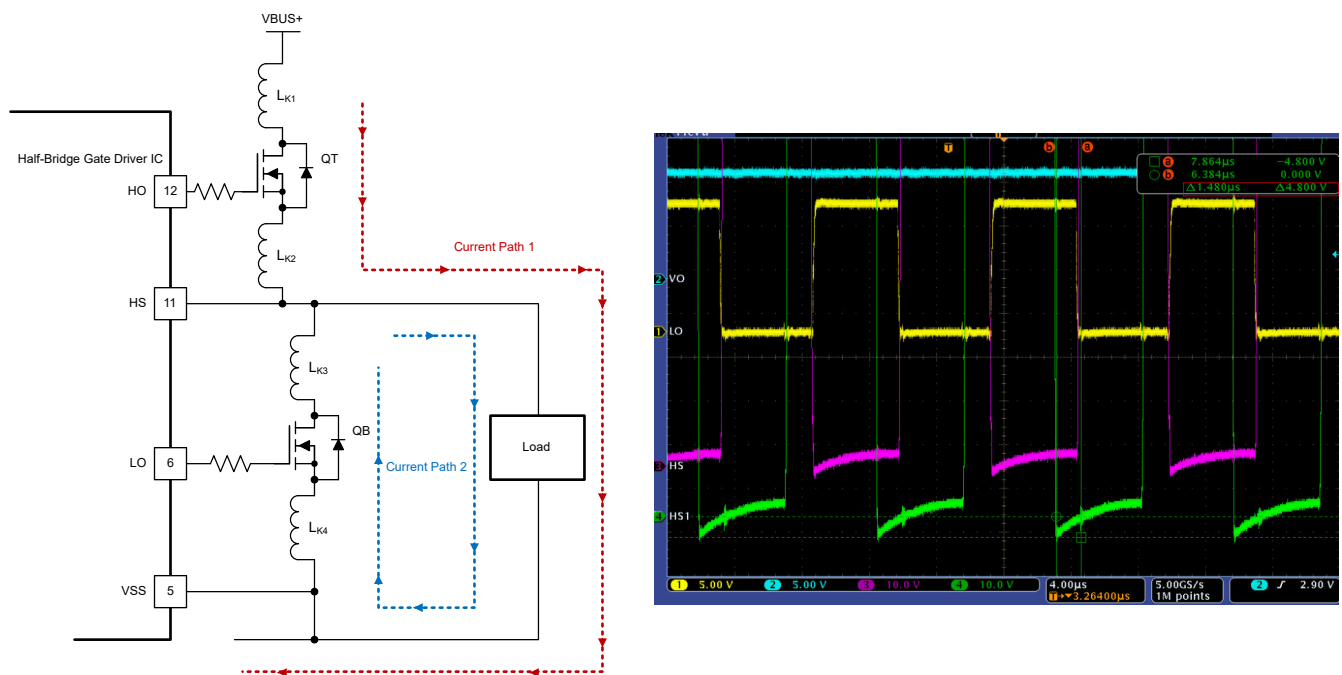 VBUS+
LK1
Half-Bridge Gate Driver IC
QT
HO
12
LK2
Current Path 1
HS
11
LK3
QB
Load
LO
6
Current Path 2
LK4
VSS
5
T
b
a
a 7.864µs -4.800 V
b 6.384µs 0.000 V
Δ1.480µs Δ4.800 V
2 VO
1 LO
3 HS
4 HS1
1 5.00 V 2 5.00 V 3 10.0 V 4 10.0 V
4.00µs
T→▼3.26400µs
5.00GS/s
1M points
2 ∫ 2.90 V